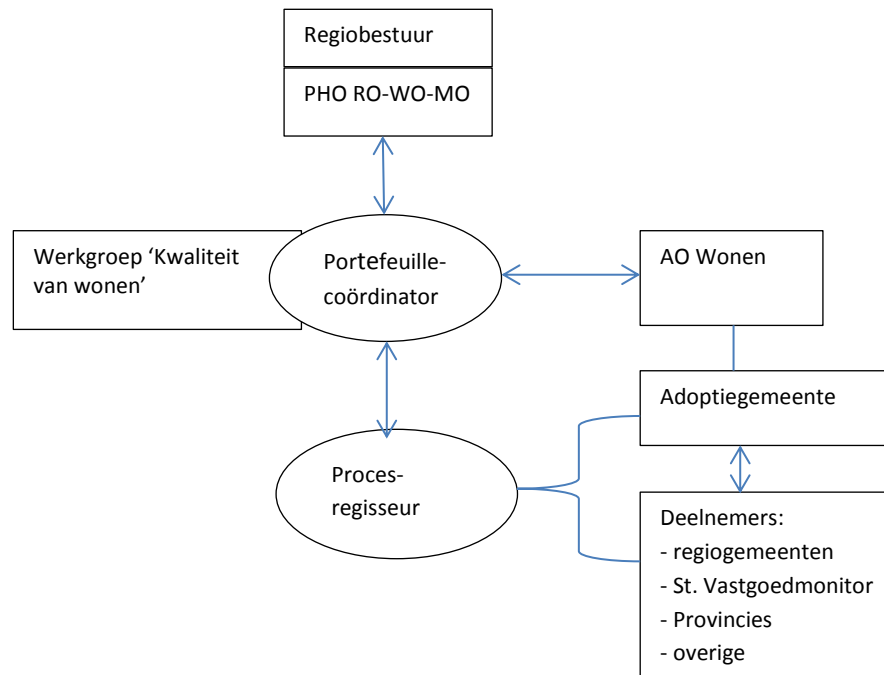 Regiobestuur
PHO RO-WO-MO
Werkgroep ‘Kwaliteit
van wonen’
Portefeuille-
coördinator
AO Wonen
Adoptiegemeente
Proces-
regisseur
Deelnemers:
- regiogemeenten
- St. Vastgoedmonitor
- Provincies
- overige